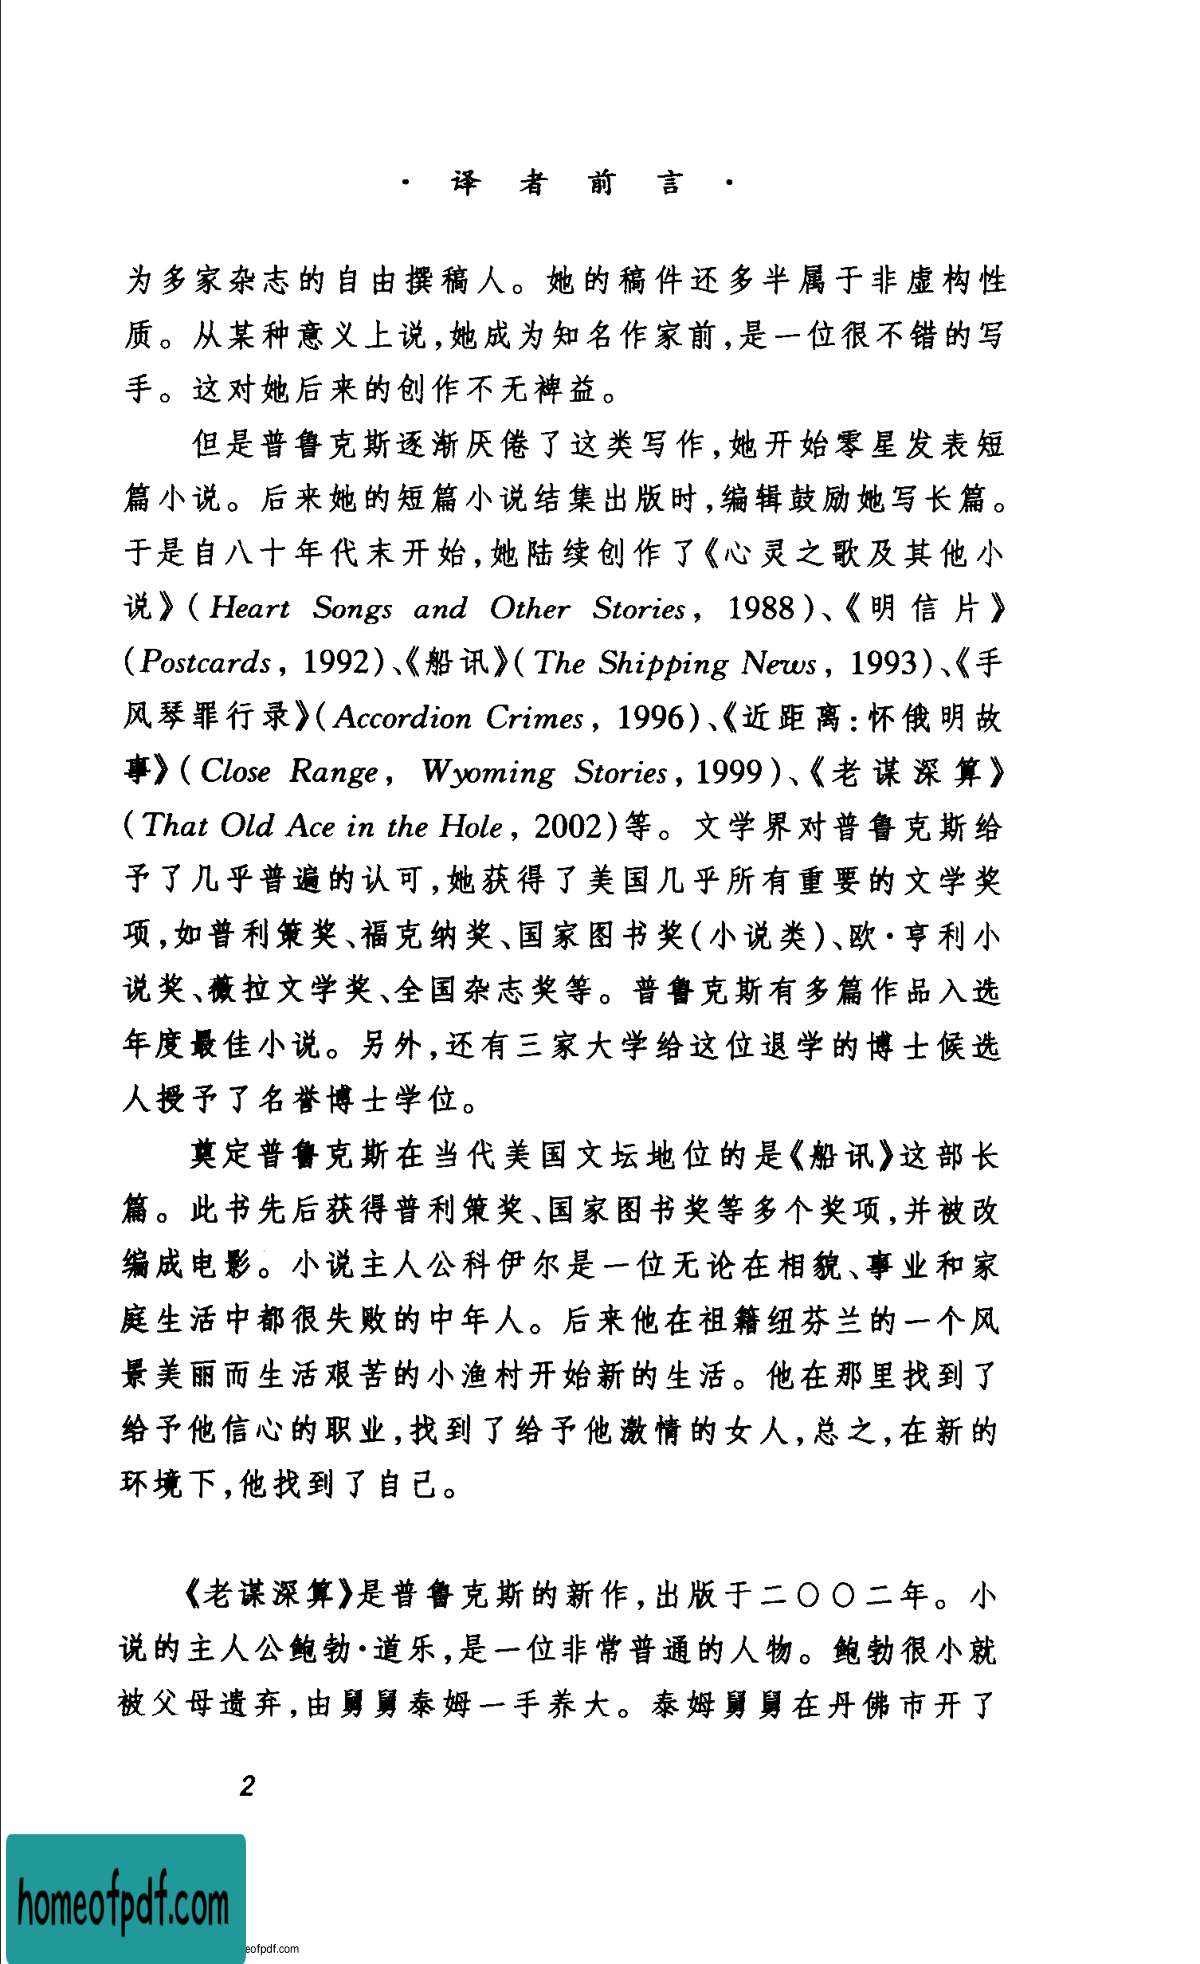 · 译者前言 ·
为多家杂志的自由撰稿人。她的稿件还多半属于非虚构性
质。从某种意义上说,她成为知名作家前,是一位很不错的写
手。这对她后来的创作不无裨益。
但是普鲁克斯逐渐厌倦了这类写作,她开始零星发表短
篇小说。后来她的短篇小说结集出版时,编辑鼓励她写长篇。
于是自八十年代末开始,她陆续创作了《心灵之歌及其他小
说》(Heart Songs and Other Stories, 1988)、《明信片》
(Postcards, 1992)、《船讯》(The Shipping News, 1993)、《手
风琴罪行录》(Accordion Crimes, 1996)、《近距离:怀俄明故
事》(Close Range, Wyoming Stories, 1999)、《老谋深算》
(That Old Ace in the Hole, 2002)等。文学界对普鲁克斯给
予了几乎普遍的认可,她获得了美国几乎所有重要的文学奖
项,如普利策奖、福克纳奖、国家图书奖(小说类)、欧·亨利小
说奖、薇拉文学奖、全国杂志奖等。普鲁克斯有多篇作品入选
年度最佳小说。另外,还有三家大学给这位退学的博士候选
人授予了名誉博士学位。
奠定普鲁克斯在当代美国文坛地位的是《船讯》这部长
篇。此书先后获得普利策奖、国家图书奖等多个奖项,并被改
编成电影。小说主人公科伊尔是一位无论在相貌、事业和家
庭生活中都很失败的中年人。后来他在祖籍纽芬兰的一个风
景美丽而生活艰苦的小渔村开始新的生活。他在那里找到了
给予他信心的职业,找到了给予他激情的女人,总之,在新的
环境下,他找到了自己。
《老谋深算》是普鲁克斯的新作,出版于二〇〇二年。小
说的主人公鲍勃·道乐,是一位非常普通的人物。鲍勃很小就
被父母遗弃,由舅舅泰姆一手养大。泰姆舅舅在丹佛市开了
2
homeofpdf.com
eofpdf.com